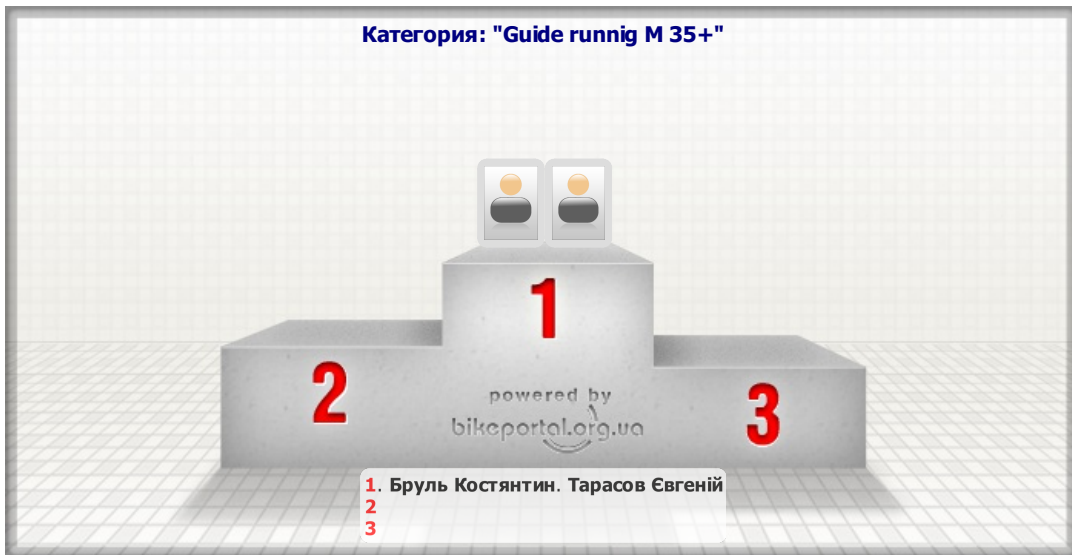 Категория: "Guide runnig M 35+"
1
2
3
powered by
bikeportal.org.ua
1. Бруль Костянтин. Тарасов Євгеній
2
3